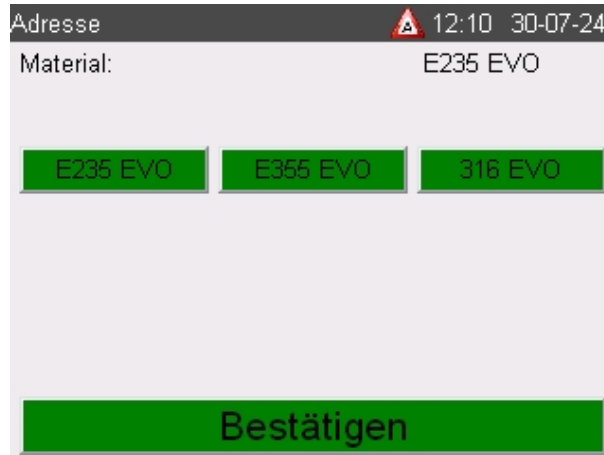 Adresse A 12:10 30-07-24
Material: E235 EVO
E235 EVO E355 EVO 316 EVO
Bestätigen